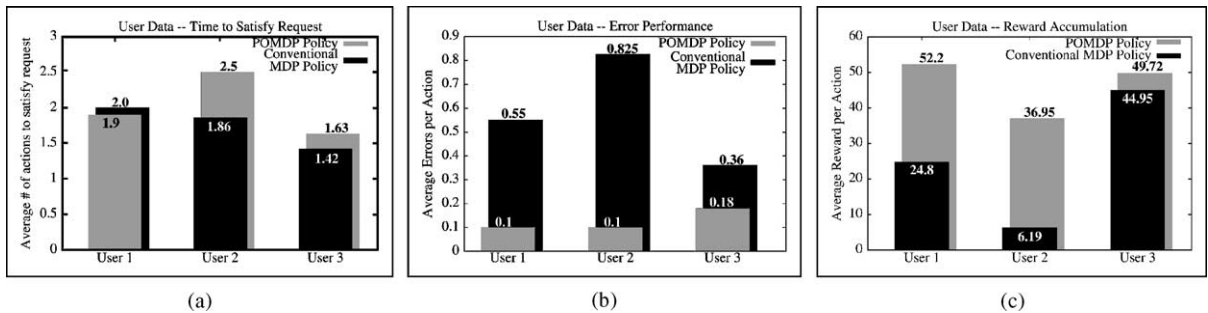 User Data -- Time to Satisfy Request
POMDP Policy
Conventional
MDP Policy
Average # of actions to satisfy request
3
2.5
2
1.5
1
0.5
0
2.0
1.9
2.5
1.86
1.63
1.42
User 1
User 2
User 3
(a)
User Data -- Error Performance
POMDP Policy
Conventional
MDP Policy
Average Errors per Action
0.9
0.8
0.7
0.6
0.5
0.4
0.3
0.2
0.1
0
0.55
0.1
0.825
0.1
0.36
0.18
User 1
User 2
User 3
(b)
User Data -- Reward Accumulation
POMDP Policy
Conventional MDP Policy
Average Reward per Action
60
50
40
30
20
10
0
52.2
24.8
36.95
6.19
49.72
44.95
User 1
User 2
User 3
(c)